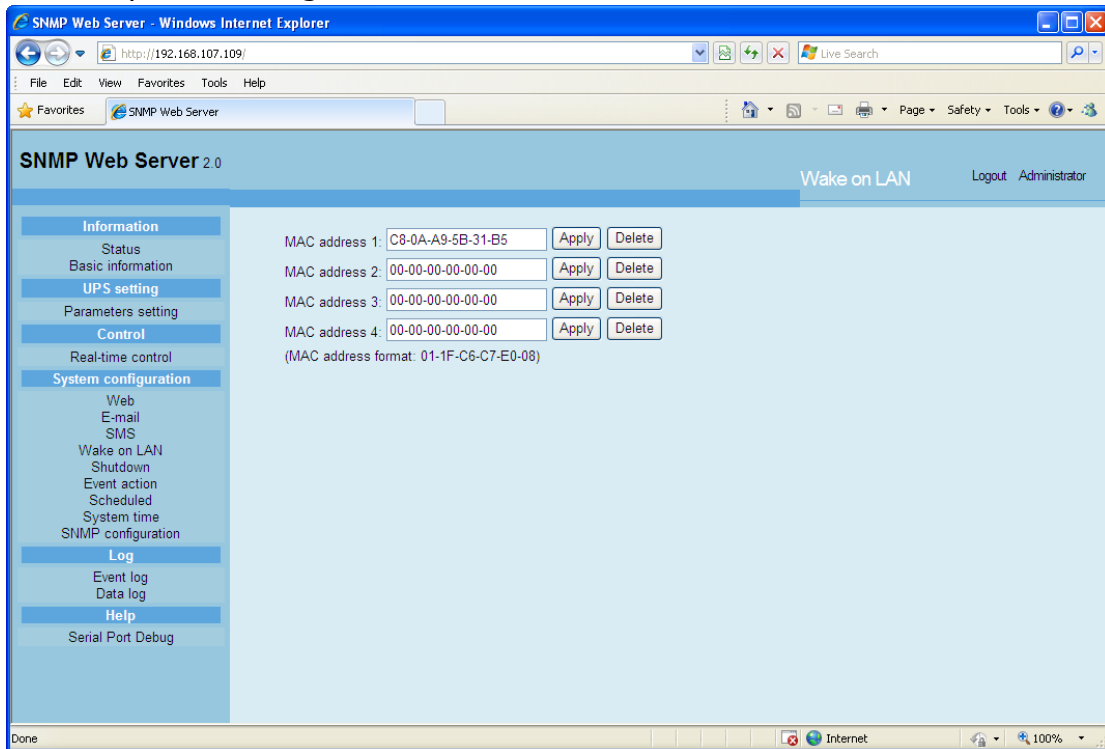 SNMP Web Server - Windows Internet Explorer
http://192.168.107.109/
Live Search
File Edit View Favorites Tools Help
Favorites SNMP Web Server Page Safety Tools
SNMP Web Server 2.0
Wake on LAN Logout Administrator
Information
Status
Basic information
UPS setting
Parameters setting
Control
Real-time control
System configuration
Web
E-mail
SMS
Wake on LAN
Shutdown
Event action
Scheduled
System time
SNMP configuration
Log
Event log
Data log
Help
Serial Port Debug
MAC address 1: C8-0A-A9-5B-31-B5 Apply Delete
MAC address 2: 00-00-00-00-00-00 Apply Delete
MAC address 3: 00-00-00-00-00-00 Apply Delete
MAC address 4: 00-00-00-00-00-00 Apply Delete
(MAC address format: 01-1F-C6-C7-E0-08)
Done Internet 100%